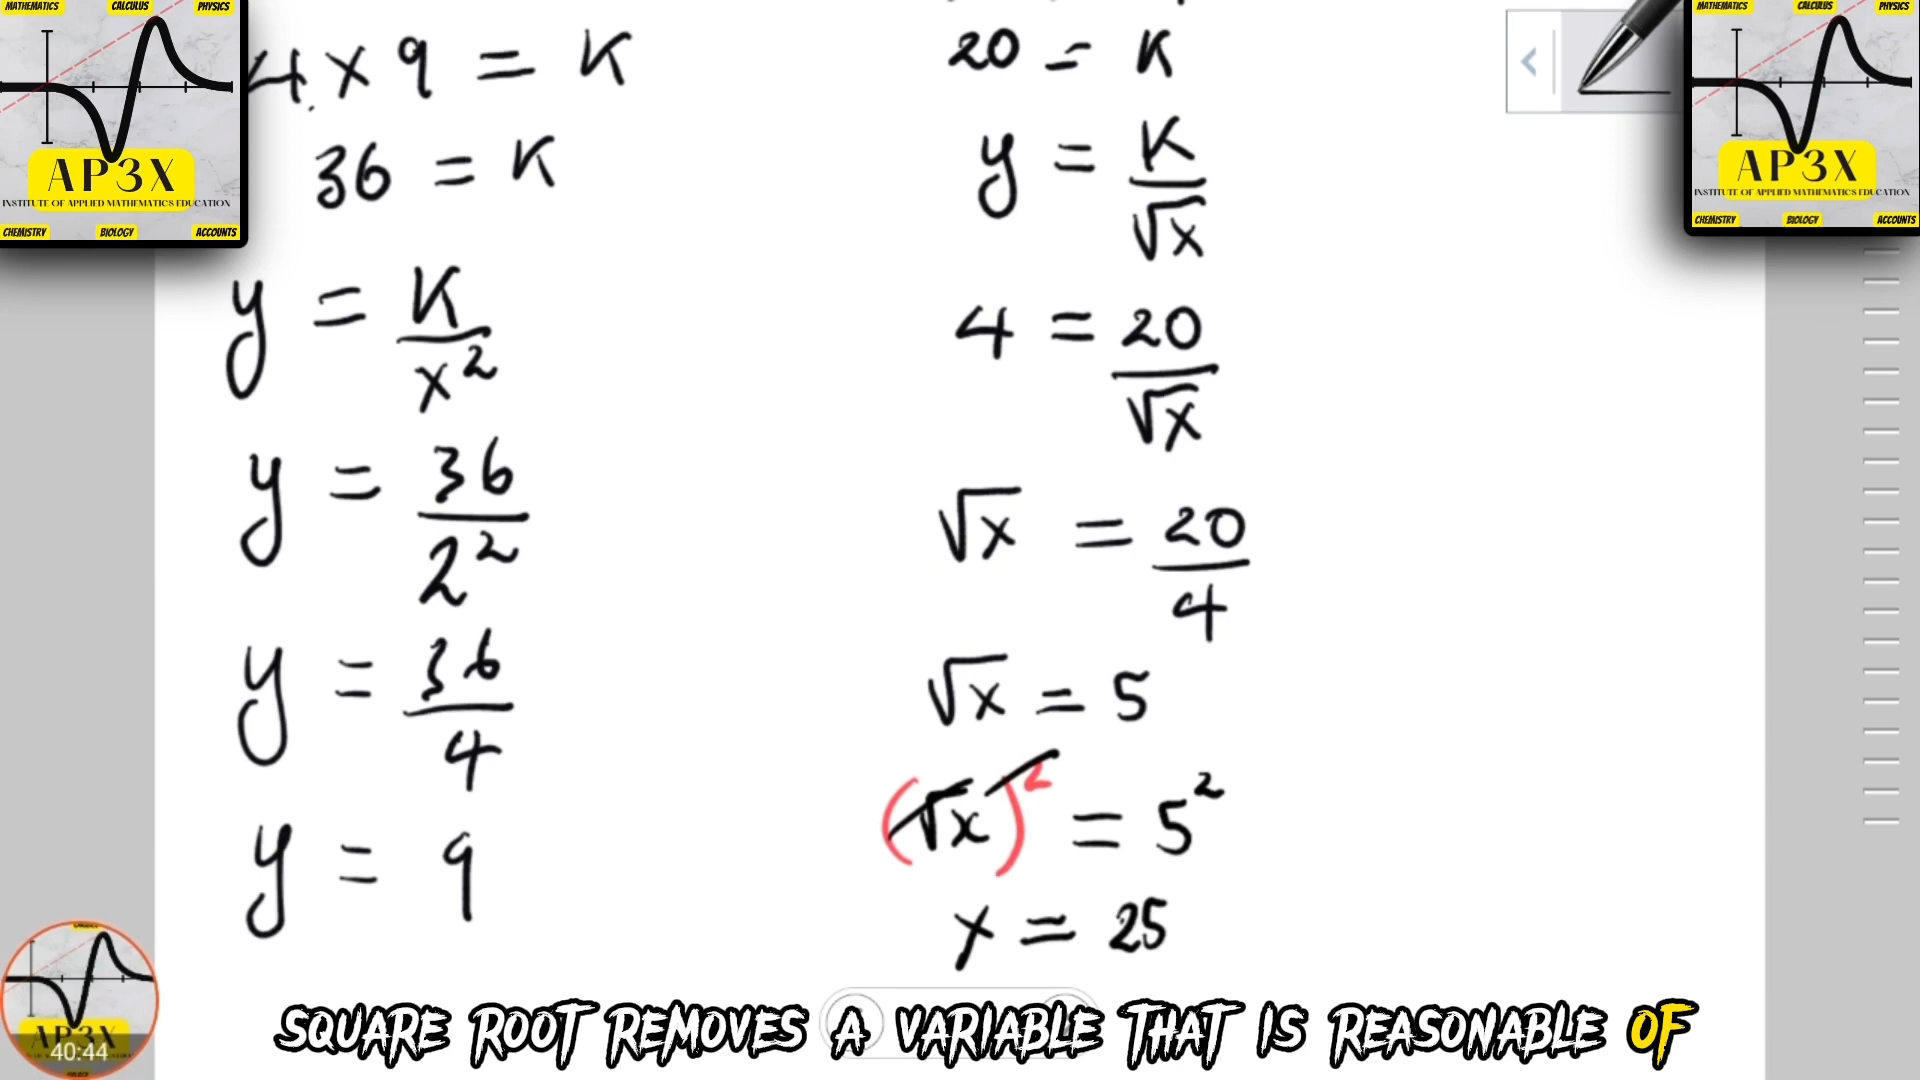 MATHEMATICS CALCULUS PHYSICS
AP3X
INSTITUTE OF APPLIED MATHEMATICS EDUCATION
CHEMISTRY BIOLOGY ACCOUNTS
4 × 9 = K
36 = K
y = K/x²
y = 36/2²
y = 36/4
y = 9
20 = K
y = K/√x
4 = 20/√x
√x = 20/4
√x = 5
(√x)² = 5²
x = 25
MATHEMATICS CALCULUS PHYSICS
AP3X
INSTITUTE OF APPLIED MATHEMATICS EDUCATION
CHEMISTRY BIOLOGY ACCOUNTS
AP3X
40:44
SQUARE ROOT REMOVES A VARIABLE THAT IS REASONABLE OF